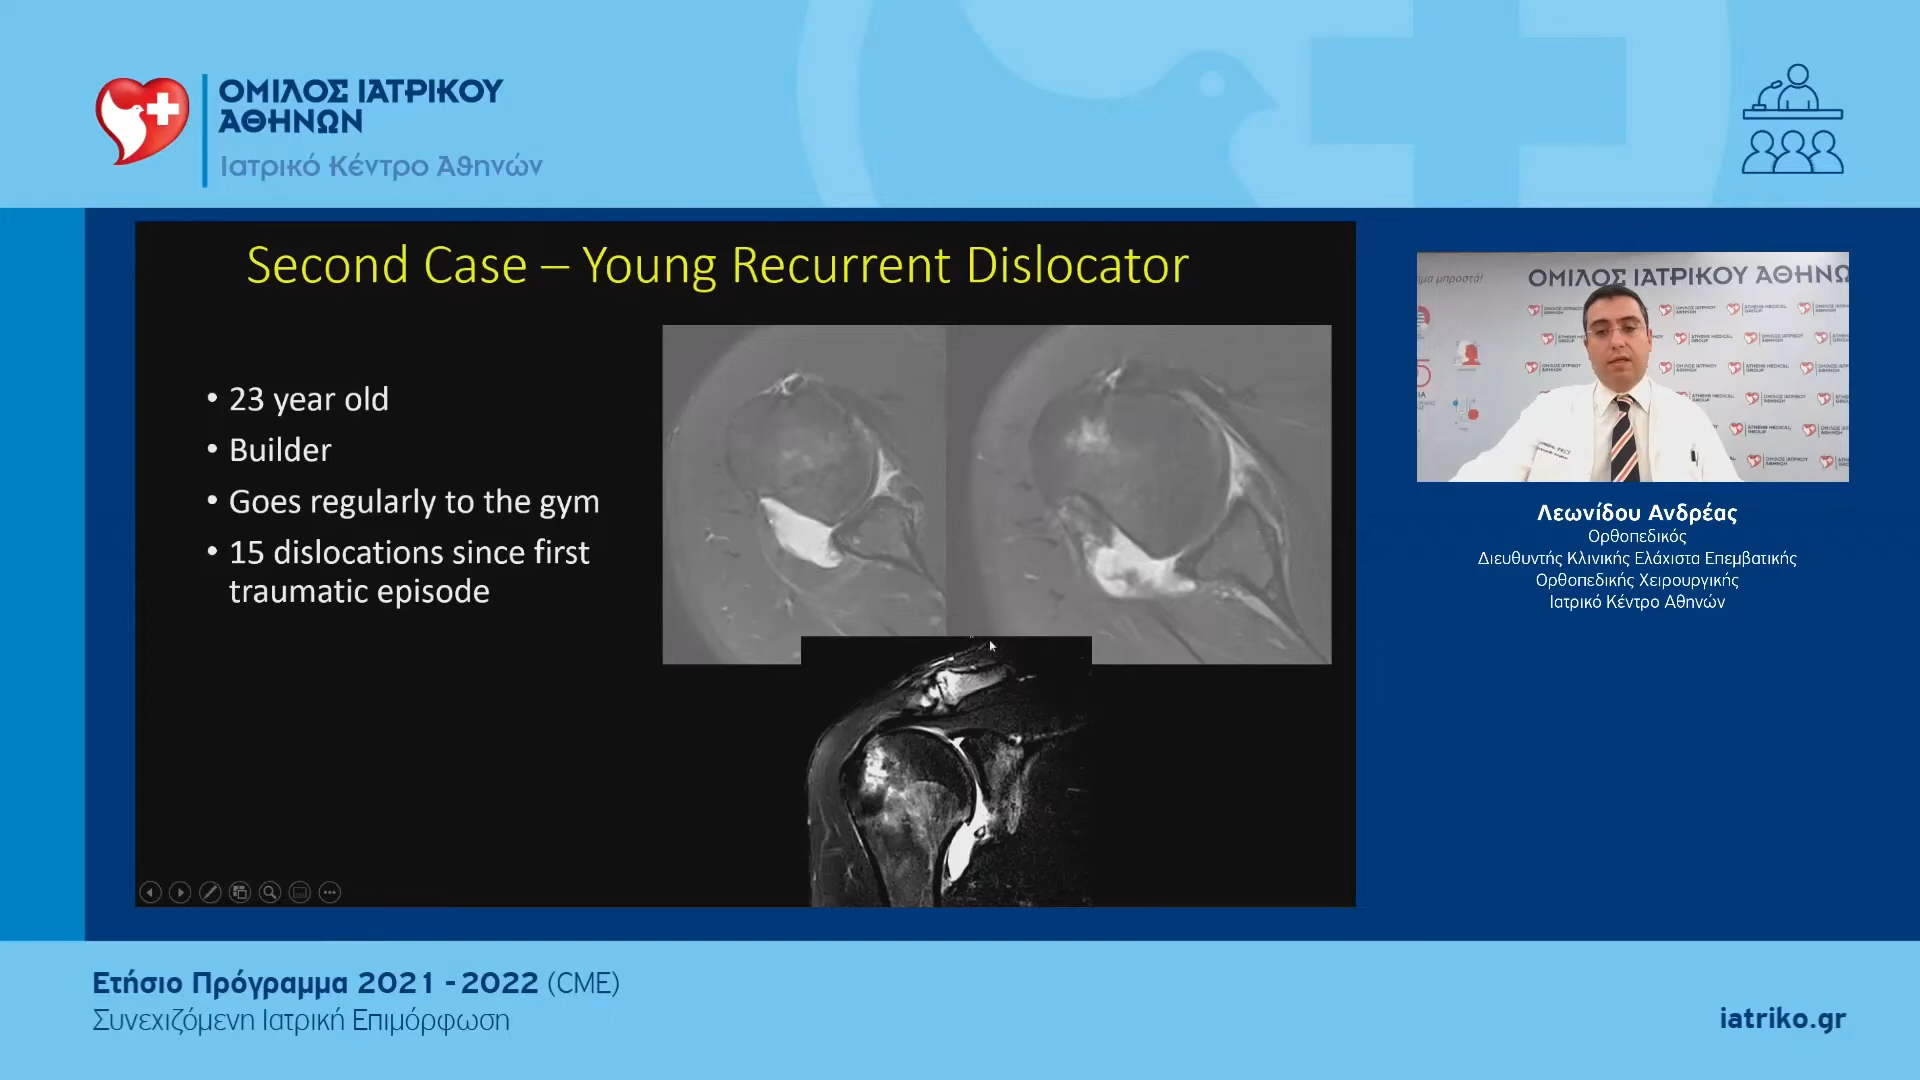 ΟΜΙΛΟΣ ΙΑΤΡΙΚΟΥ
ΑΘΗΝΩΝ
Ιατρικό Κέντρο Αθηνών
Second Case – Young Recurrent Dislocator
• 23 year old
• Builder
• Goes regularly to the gym
• 15 dislocations since first
traumatic episode
μα μπροστά!
ΟΜΙΛΟΣ ΙΑΤΡΙΚΟΥ ΑΘΗΝΩ
Λεωνίδου Ανδρέας
Ορθοπεδικός
Διευθυντής Κλινικής Ελάχιστα Επεμβατικής
Ορθοπεδικής Χειρουργικής
Ιατρικό Κέντρο Αθηνών
Ετήσιο Πρόγραμμα 2021 - 2022 (CME)
Συνεχιζόμενη Ιατρική Επιμόρφωση
iatriko.gr